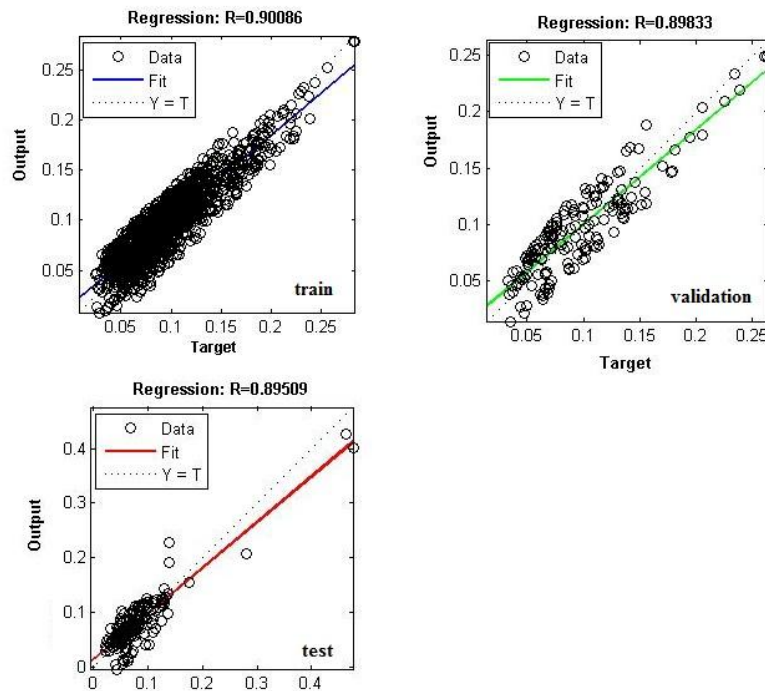 Regression: R=0.90086
Data
Fit
Y = T
0.25
0.2
0.15
0.1
0.05
Output
train
0.05 0.1 0.15 0.2 0.25
Target
Regression: R=0.89833
Data
Fit
Y = T
0.25
0.2
0.15
0.1
0.05
Output
validation
0.05 0.1 0.15 0.2 0.25
Target
Regression: R=0.89509
Data
Fit
Y = T
0.4
0.3
0.2
0.1
0
Output
test
0 0.1 0.2 0.3 0.4